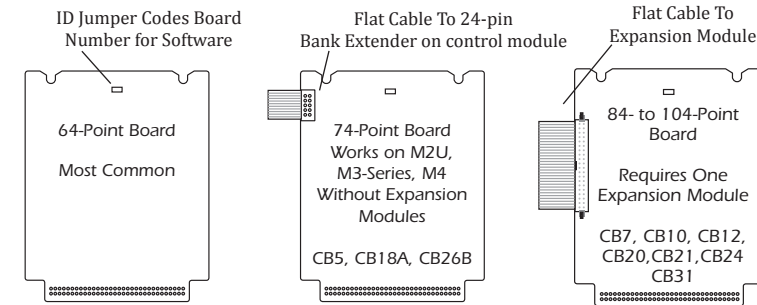 ID Jumper Codes Board
Number for Software
64-Point Board
Most Common
Flat Cable To 24-pin
Bank Extender on control module
74-Point Board
Works on M2U,
M3-Series, M4
Without Expansion
Modules
CB5, CB18A, CB26B
Flat Cable To
Expansion Module
84- to 104-Point
Board
Requires One
Expansion Module
CB7, CB10, CB12,
CB20,CB21,CB24
CB31